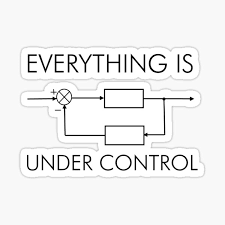 EVERYTHING IS
+
−
UNDER CONTROL